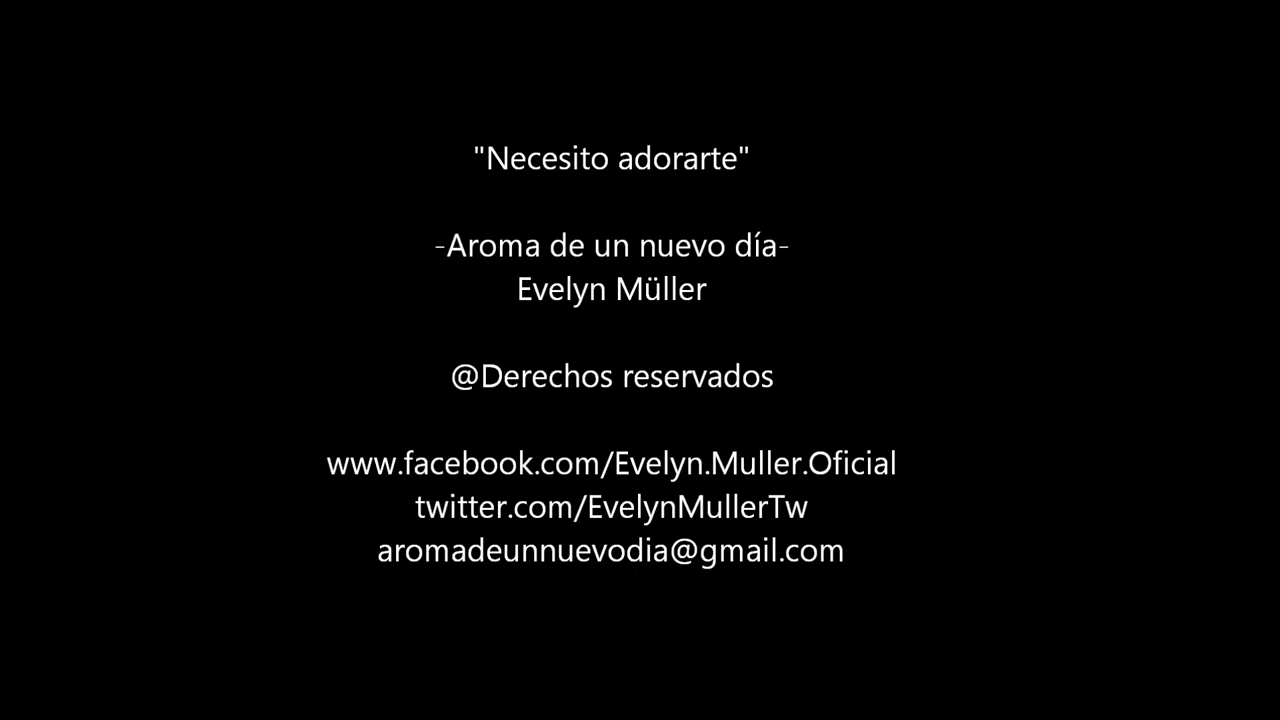 "Necesito adorarte"
-Aroma de un nuevo día-
Evelyn Müller
@Derechos reservados
www.facebook.com/Evelyn.Muller.Oficial
twitter.com/EvelynMullerTw
aromadeunnuevodia@gmail.com